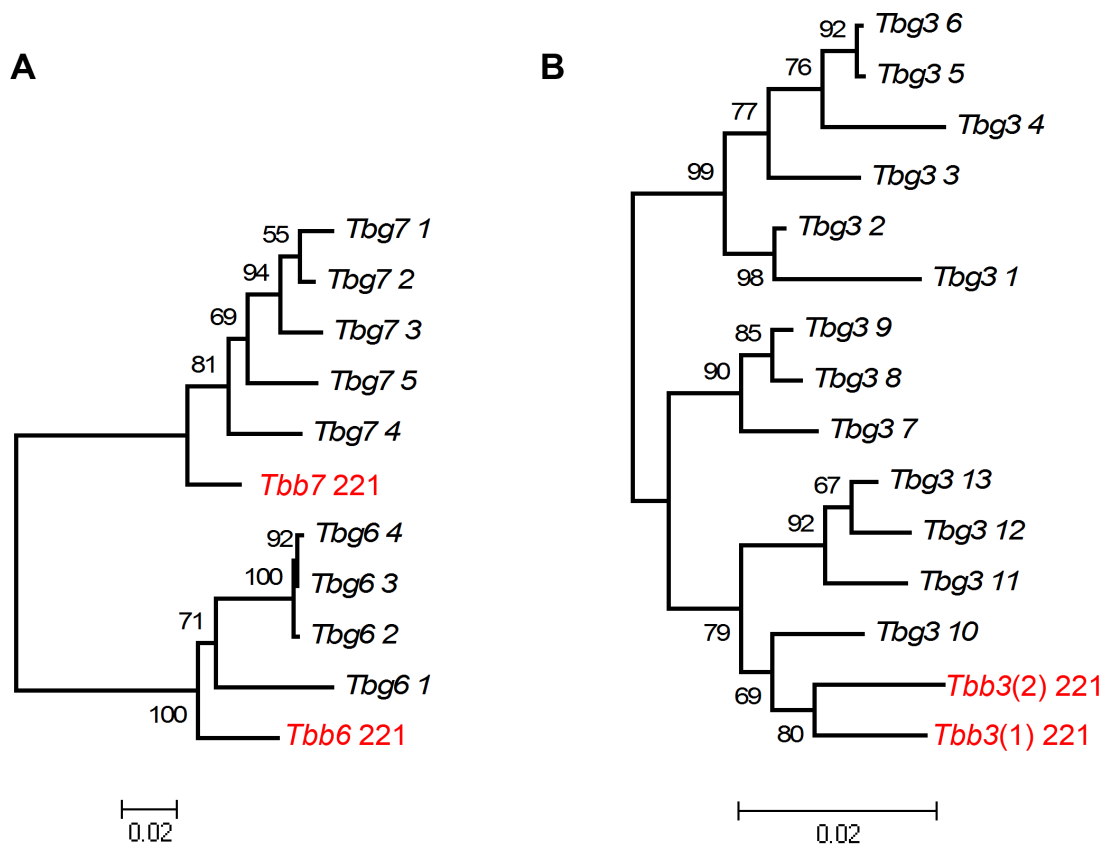 A
55
Tbg7 1
94
Tbg7 2
69
Tbg7 3
81
Tbg7 5
Tbg7 4
Tbb7 221
92
Tbg6 4
100
Tbg6 3
71
Tbg6 2
Tbg6 1
100
Tbb6 221
0.02
B
92
Tbg3 6
76
Tbg3 5
77
Tbg3 4
99
Tbg3 3
Tbg3 2
98
Tbg3 1
85
Tbg3 9
90
Tbg3 8
Tbg3 7
67
Tbg3 13
92
Tbg3 12
Tbg3 11
79
Tbg3 10
69
Tbb3(2) 221
80
Tbb3(1) 221
0.02